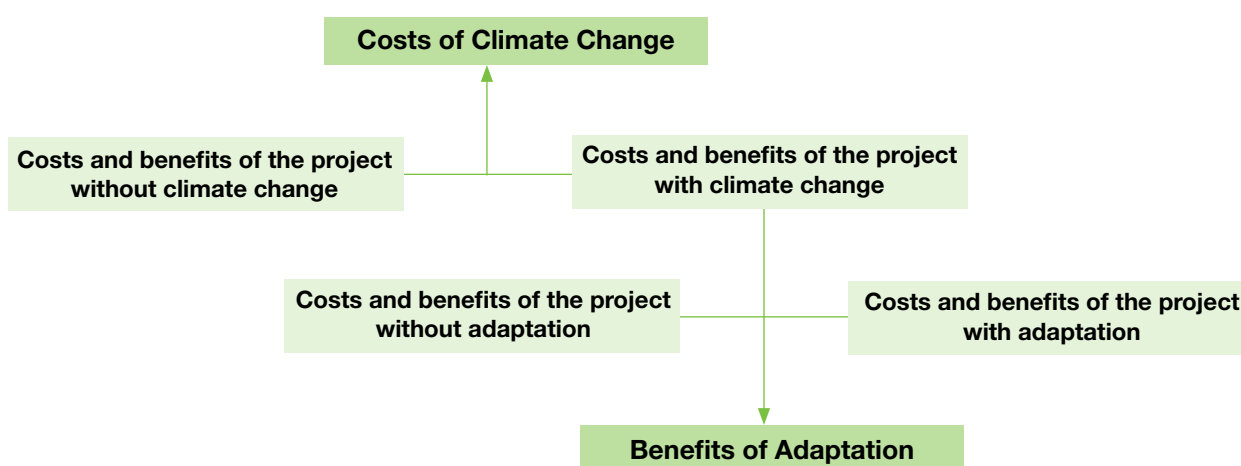 Costs of Climate Change
Costs and benefits of the project
without climate change
Costs and benefits of the project
with climate change
Costs and benefits of the project
without adaptation
Costs and benefits of the project
with adaptation
Benefits of Adaptation